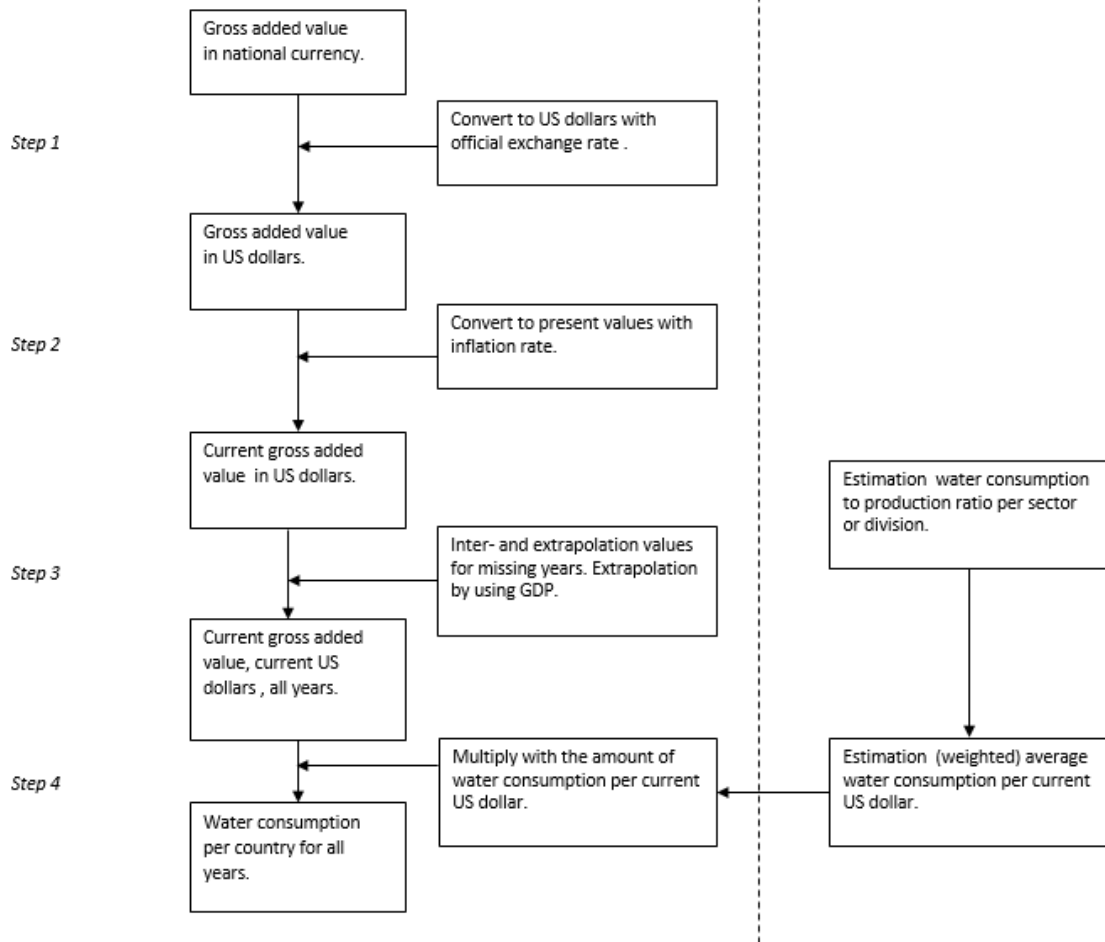 Gross added value
in national currency.
Step 1
Convert to US dollars with
official exchange rate .
Gross added value
in US dollars.
Step 2
Convert to present values with
inflation rate.
Current gross added
value  in US dollars.
Estimation  water consumption
to production ratio per sector
or division.
Step 3
Inter- and extrapolation values
for missing years. Extrapolation
by using GDP.
Current gross added
value, current US
dollars , all years.
Step 4
Multiply with the amount of
water consumption per current
US dollar.
Estimation  (weighted) average
water consumption per current
US dollar.
Water consumption
per country for all
years.